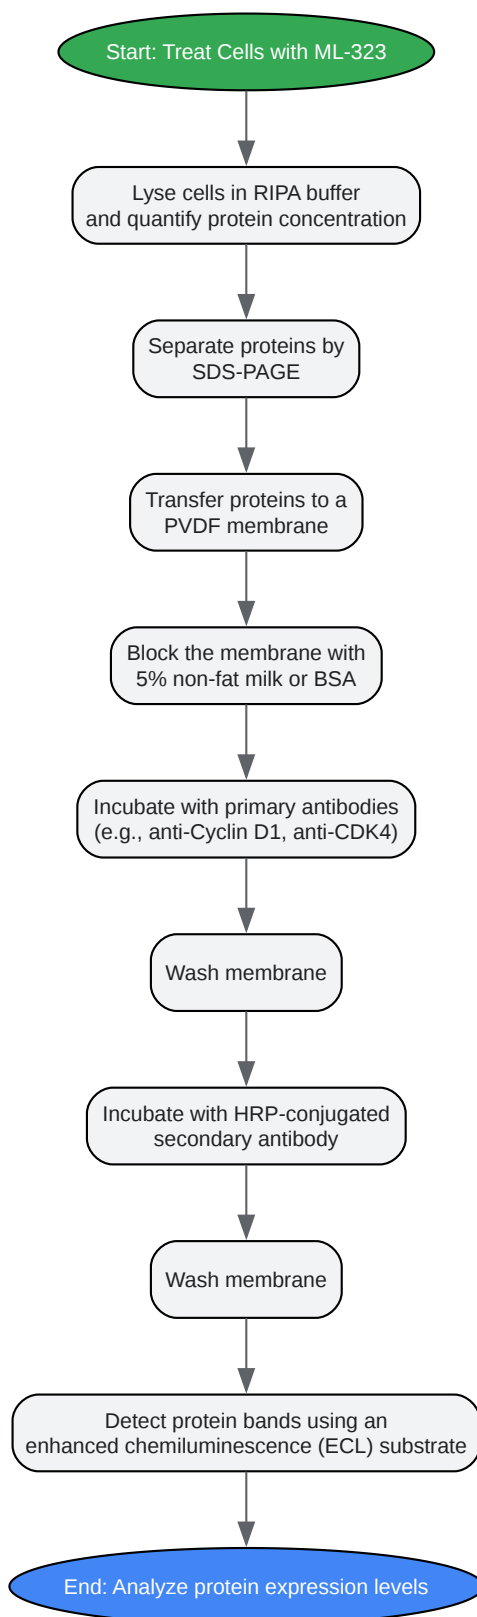 Start: Treat Cells with ML-323
Lyse cells in RIPA buffer
and quantify protein concentration
Separate proteins by
SDS-PAGE
Transfer proteins to a
PVDF membrane
Block the membrane with
5% non-fat milk or BSA
Incubate with primary antibodies
(e.g., anti-Cyclin D1, anti-CDK4)
Wash membrane
Incubate with HRP-conjugated
secondary antibody
Wash membrane
Detect protein bands using an
enhanced chemiluminescence (ECL) substrate
End: Analyze protein expression levels